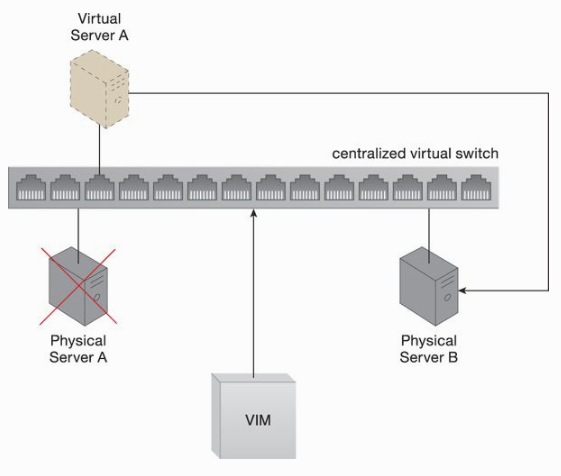 Virtual
Server A
centralized virtual switch
Physical
Server A
Physical
Server B
VIM